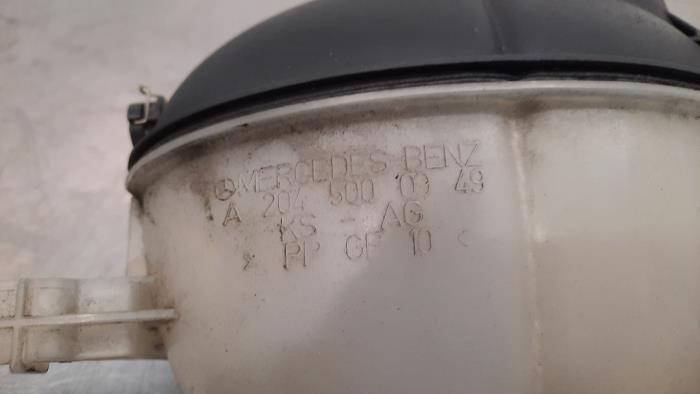 MERCEDES-BENZ
A 204 500 03 49
KS - AG
> PP GF 10 <